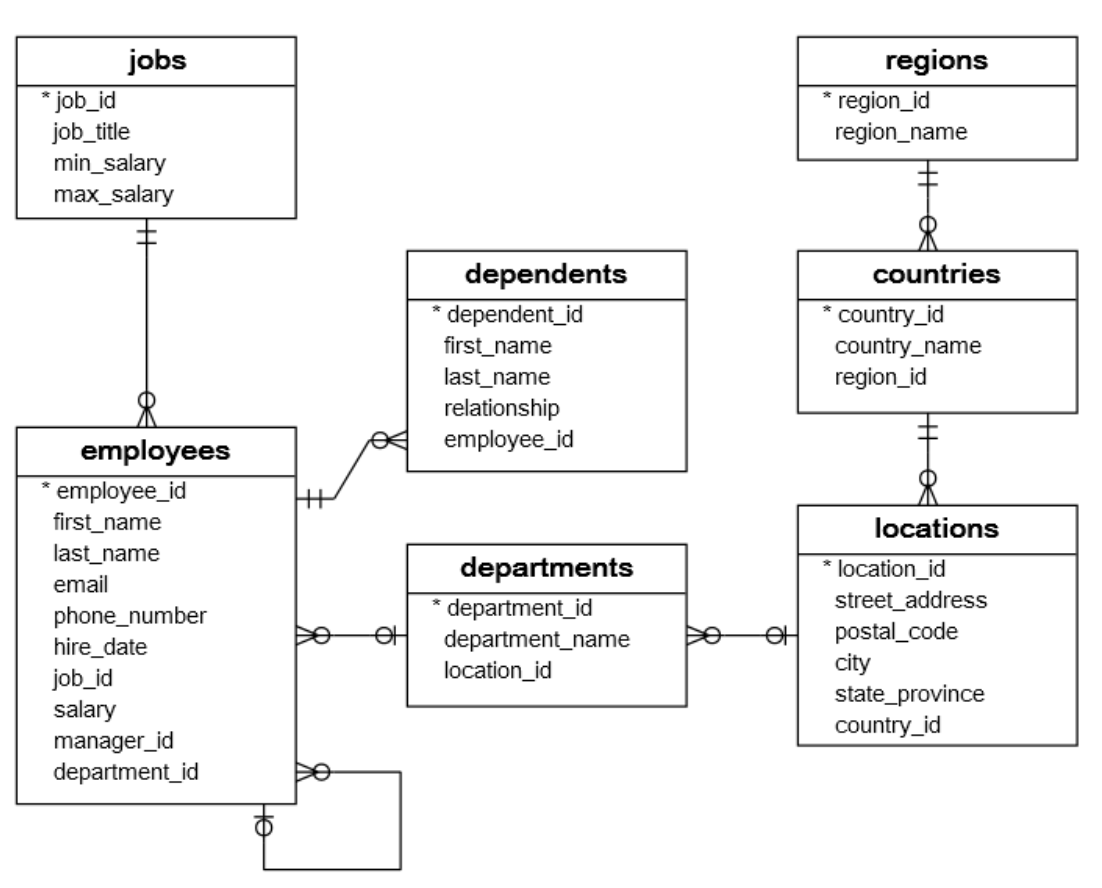 jobs
* job_id
job_title
min_salary
max_salary
regions
* region_id
region_name
dependents
* dependent_id
first_name
last_name
relationship
employee_id
countries
* country_id
country_name
region_id
employees
* employee_id
first_name
last_name
email
phone_number
hire_date
job_id
salary
manager_id
department_id
departments
* department_id
department_name
location_id
locations
* location_id
street_address
postal_code
city
state_province
country_id